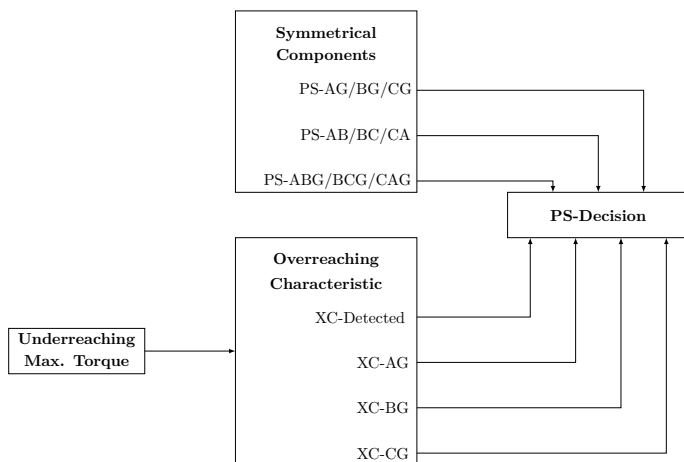 Symmetrical
Components
PS-AG/BG/CG
PS-AB/BC/CA
PS-ABG/BCG/CAG
PS-Decision
Overreaching
Characteristic
XC-Detected
Underreaching
Max. Torque
XC-AG
XC-BG
XC-CG